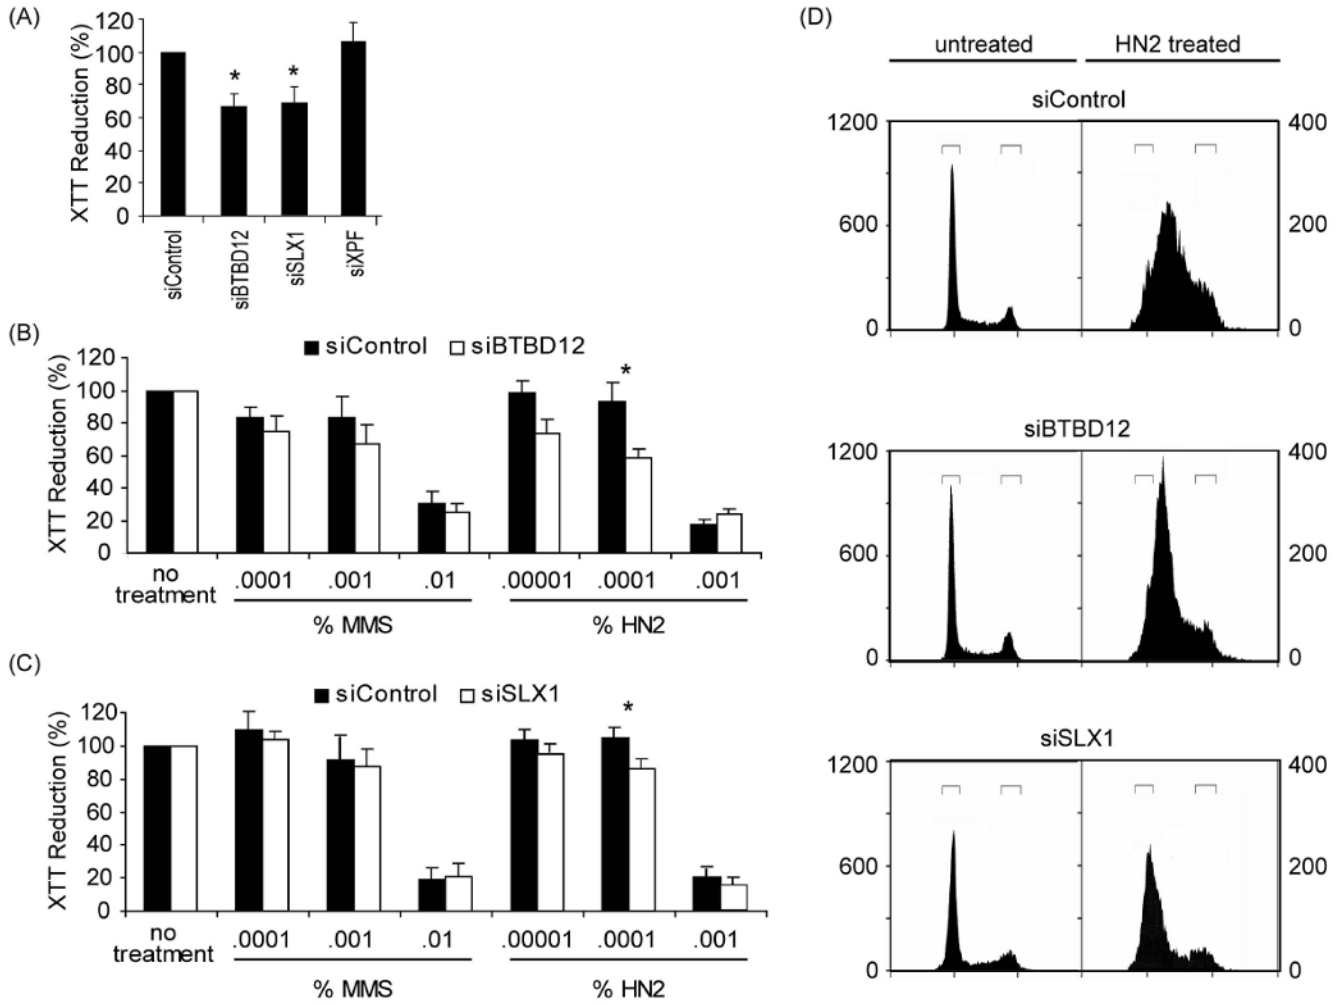 (A)
XTT Reduction (%)
120
100
80
60
40
20
0
*
*
siControl
siBTBD12
siSLX1
siXPF
(B)
siControl siBTBD12
XTT Reduction (%)
120
100
80
60
40
20
0
*
no treatment
.0001 .001 .01 .00001 .0001 .001
% MMS % HN2
(C)
siControl siSLX1
XTT Reduction (%)
120
100
80
60
40
20
0
*
no treatment
.0001 .001 .01 .00001 .0001 .001
% MMS % HN2
(D)
untreated HN2 treated
siControl
1200 400
600 200
0 0
siBTBD12
1200 400
600 200
0 0
siSLX1
1200 400
600 200
0 0